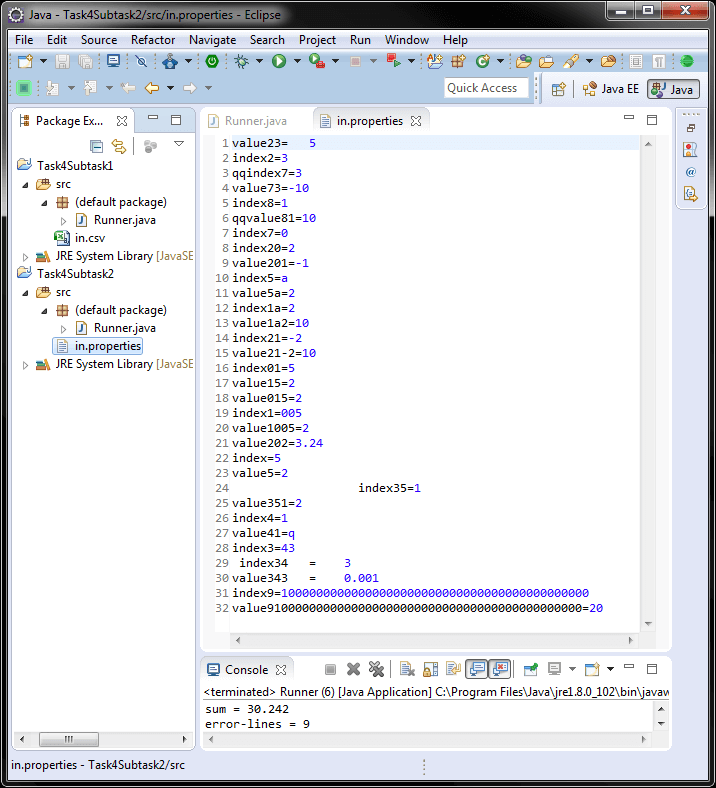 Java - Task4Subtask2/src/in.properties - Eclipse
File Edit Source Refactor Navigate Search Project Run Window Help
Quick Access
Java EE
Java
Package Ex...
Task4Subtask1
src
(default package)
Runner.java
in.csv
JRE System Library [JavaSE
Task4Subtask2
src
(default package)
Runner.java
in.properties
JRE System Library [JavaSE
Runner.java
in.properties
1 value23=   5
2 index2=3
3 qqindex7=3
4 value73=-10
5 index8=1
6 qqvalue81=10
7 index7=0
8 index20=2
9 value201=-1
10 index5=a
11 value5a=2
12 index1a=2
13 value1a2=10
14 index21=-2
15 value21-2=10
16 index01=5
17 value15=2
18 value015=2
19 index1=005
20 value1005=2
21 value202=3.24
22 index=5
23 value5=2
24                   index35=1
25 value351=2
26 index4=1
27 value41=q
28 index3=43
29  index34   =    3
30 value343   =    0.001
31 index9=1000000000000000000000000000000000000000000
32 value91000000000000000000000000000000000000000000=20
Console
<terminated> Runner (6) [Java Application] C:\Program Files\Java\jre1.8.0_102\bin\javaw
sum = 30.242
error-lines = 9
in.properties - Task4Subtask2/src